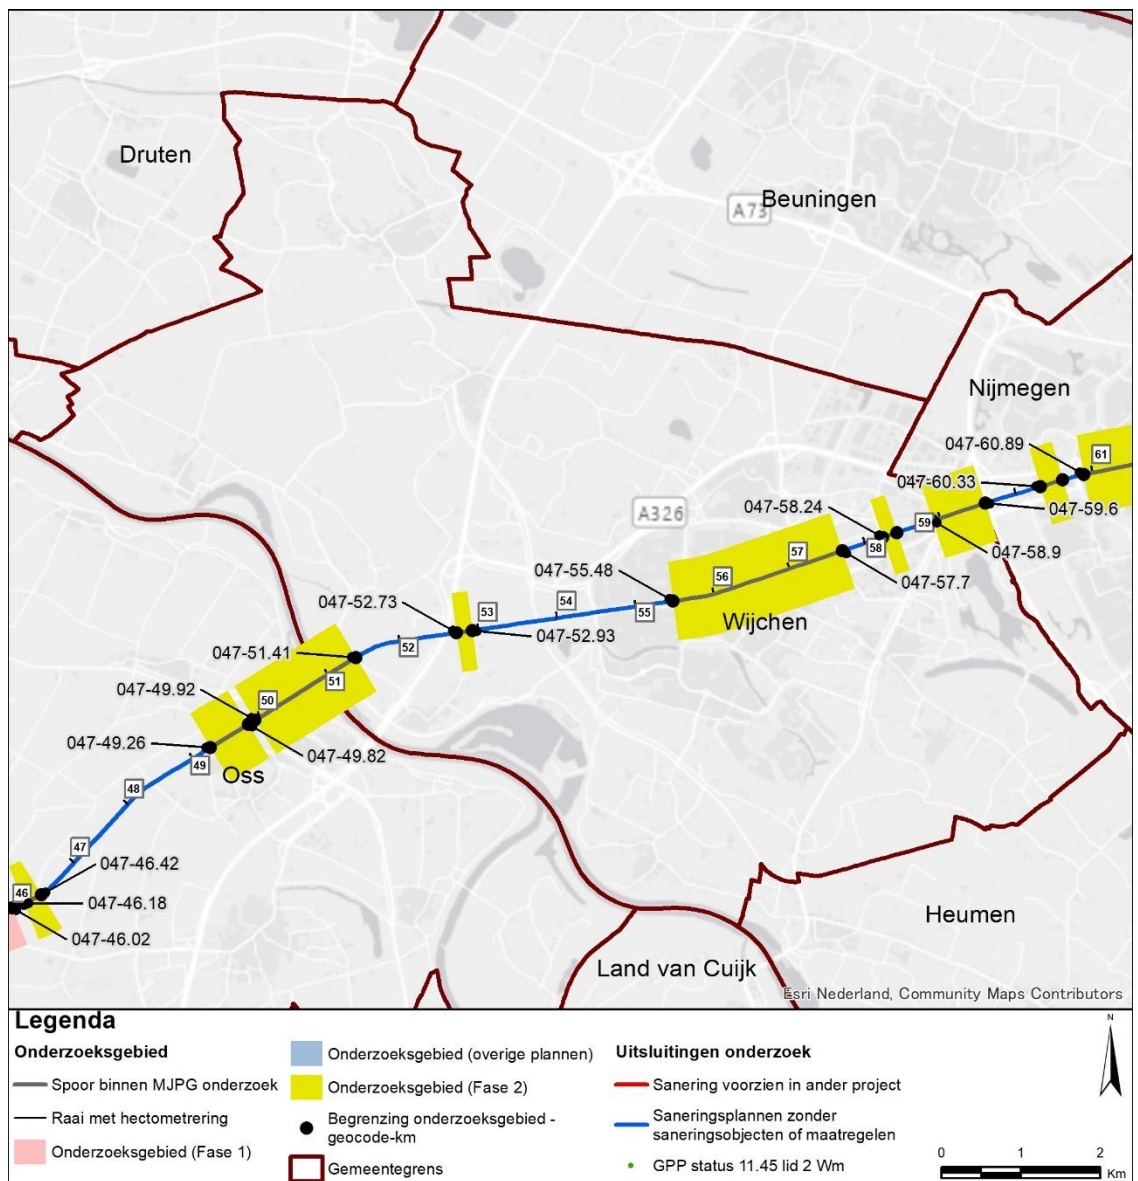 Druten
Beuningen
A73
Nijmegen
047-60.89
61
047-60.33
047-59.6
A326
047-58.24
59
58
047-58.9
57
047-57.7
56
047-55.48
Wijchen
54
55
047-52.73
53
047-52.93
52
047-51.41
51
047-49.92
50
047-49.26
047-49.82
49
Oss
48
47
047-46.42
46
047-46.18
047-46.02
Heumen
Land van Cuijk
Esri Nederland, Community Maps Contributors
Legenda
Onderzoeksgebied
Spoor binnen MJPG onderzoek
Raai met hectometrering
Onderzoeksgebied (Fase 1)
Onderzoeksgebied (overige plannen)
Onderzoeksgebied (Fase 2)
Begrenzing onderzoeksgebied -
geocode-km
Gemeentegrens
Uitsluitingen onderzoek
Sanering voorzien in ander project
Saneringsplannen zonder
saneringsobjecten of maatregelen
GPP status 11.45 lid 2 Wm
N
0 1 2
Km